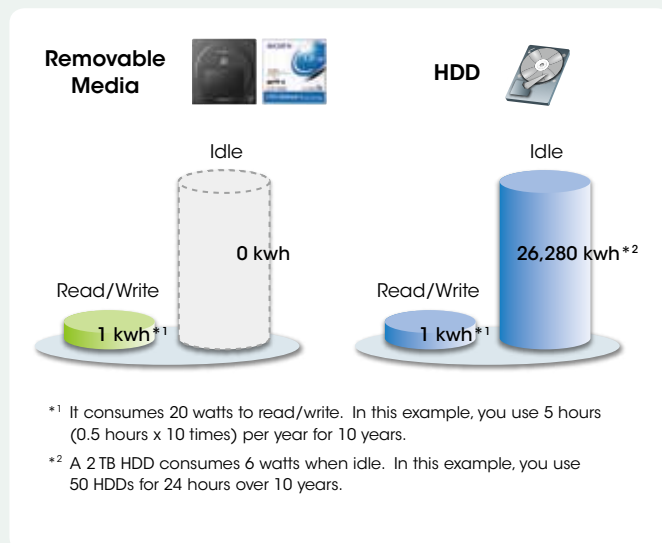 Removable
Media
SONY
HDD
Idle
Idle
0 kwh
26,280 kwh*²
Read/Write
Read/Write
1 kwh*¹
1 kwh*¹
*¹ It consumes 20 watts to read/write. In this example, you use 5 hours
(0.5 hours x 10 times) per year for 10 years.
*² A 2 TB HDD consumes 6 watts when idle. In this example, you use
50 HDDs for 24 hours over 10 years.